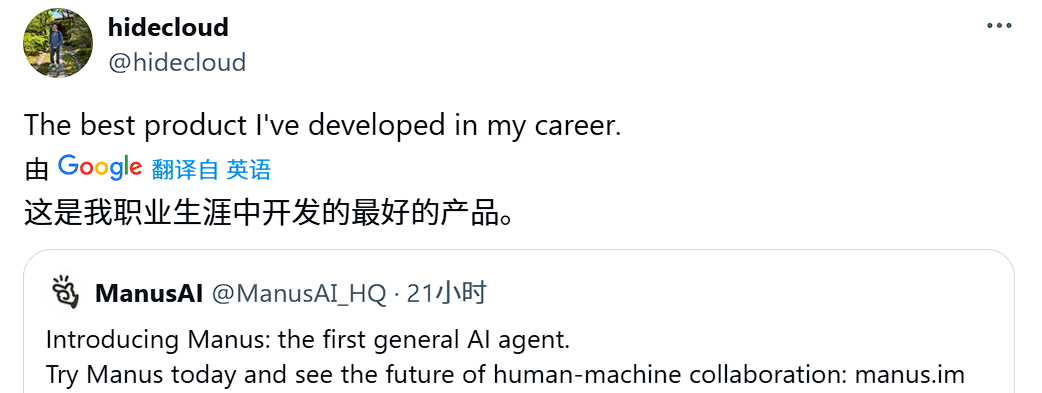 hidecloud
@hidecloud
The best product I've developed in my career.
由 Google 翻译自 英语
这是我职业生涯中开发的最好的产品。
ManusAI @ManusAI_HQ · 21小时
Introducing Manus: the first general AI agent.
Try Manus today and see the future of human-machine collaboration: manus.im